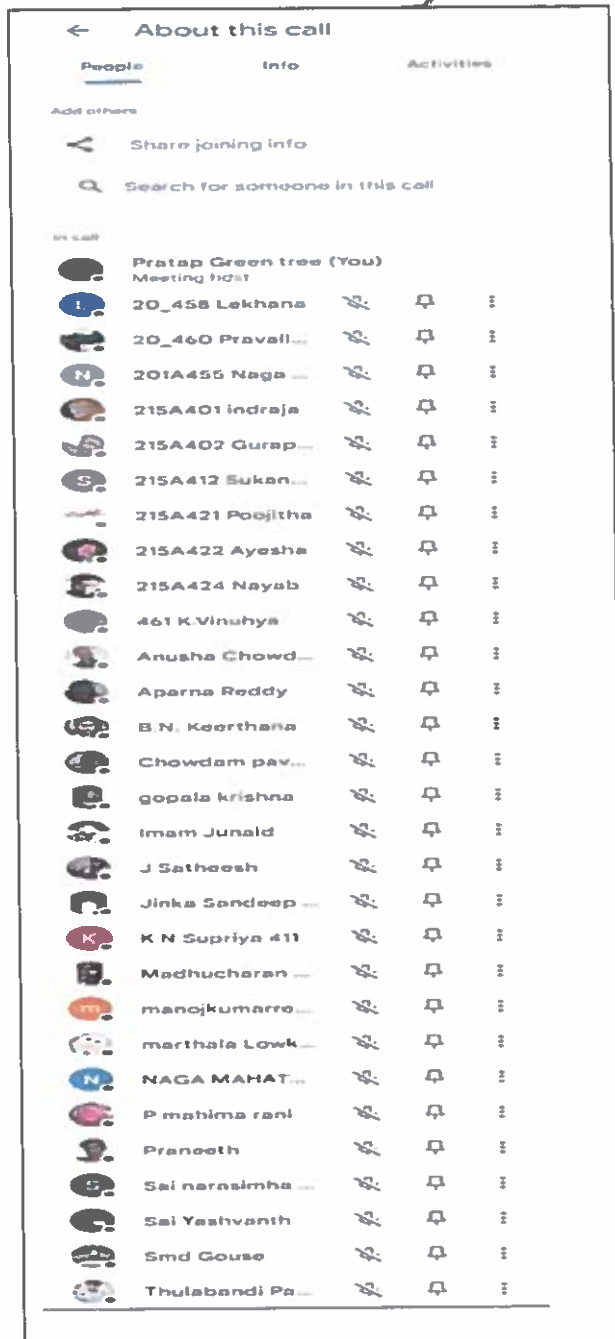 ← About this call
People Info Activities
Add others
Share joining info
Search for someone in this call
In call
Pratap Green tree (You)
Meeting host
L 20_458 Lekhana
20_460 Pravall...
N 201A455 Naga ...
215A401 indraja
215A402 Gurap...
S 215A412 Sukan...
215A421 Poojitha
215A422 Ayesha
215A424 Nayab
461 K.Vinuhya
Anusha Chowd...
Aparna Reddy
B.N. Keerthana
Chowdam pav...
gopala krishna
Imam Junaid
J Satheesh
Jinka Sandeep ...
K K N Supriya 411
Madhucharan ...
m manojkumarre...
marthala Lowk...
N NAGA MAHAT...
P mahima rani
Praneeth
S Sai narasimha ...
Sai Yashvanth
Smd Gouse
Thulabandi Pa...